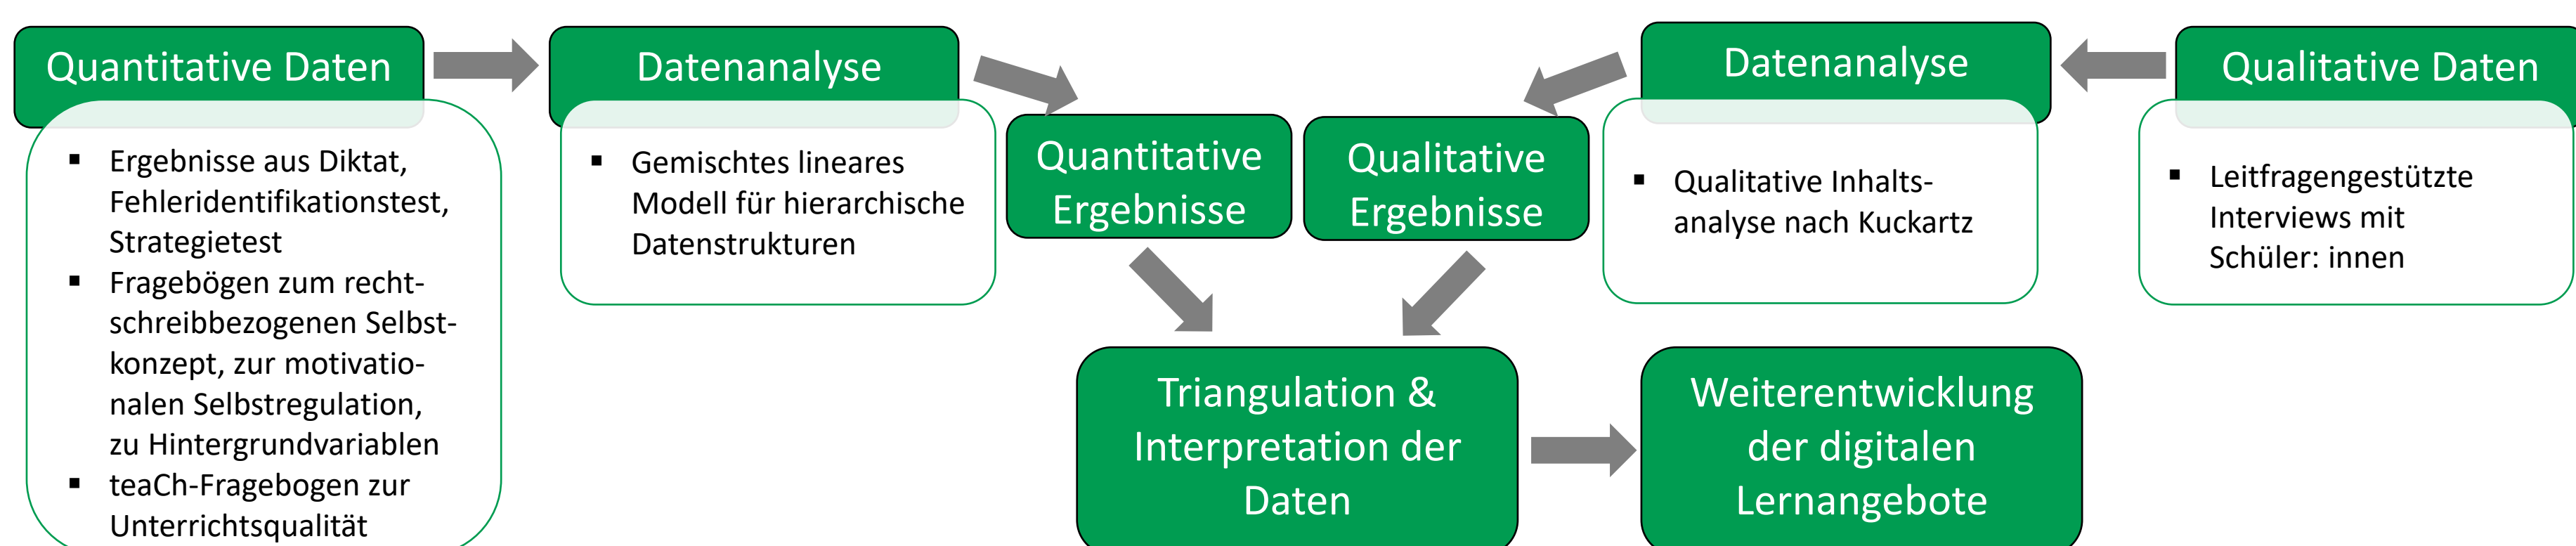 Quantitative Daten
▪ Ergebnisse aus Diktat,
Fehleridentifikationstest,
Strategietest
▪ Fragebögen zum recht-
schreibbezogenen Selbst-
konzept, zur motivatio-
nalen Selbstregulation,
zu Hintergrundvariablen
▪ teaCh-Fragebogen zur
Unterrichtsqualität
Datenanalyse
▪ Gemischtes lineares
Modell für hierarchische
Datenstrukturen
Quantitative
Ergebnisse
Qualitative
Ergebnisse
Datenanalyse
▪ Qualitative Inhalts-
analyse nach Kuckartz
Qualitative Daten
▪ Leitfragengestützte
Interviews mit
Schüler: innen
Triangulation &
Interpretation der
Daten
Weiterentwicklung
der digitalen
Lernangebote